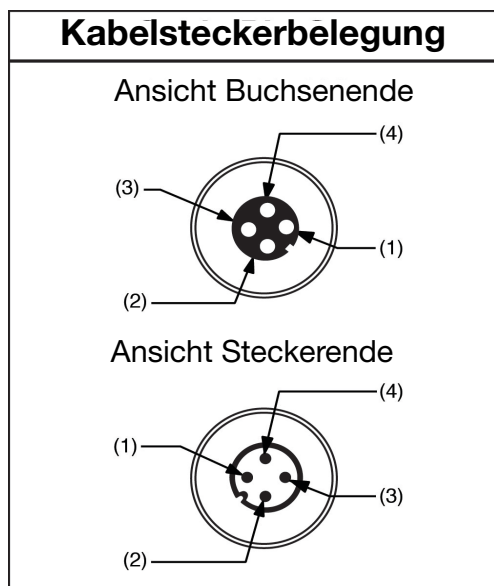 Kabelsteckerbelegung
Ansicht Buchsenende
(4)
(3)
(1)
(2)
Ansicht Steckerende
(4)
(1)
(3)
(2)